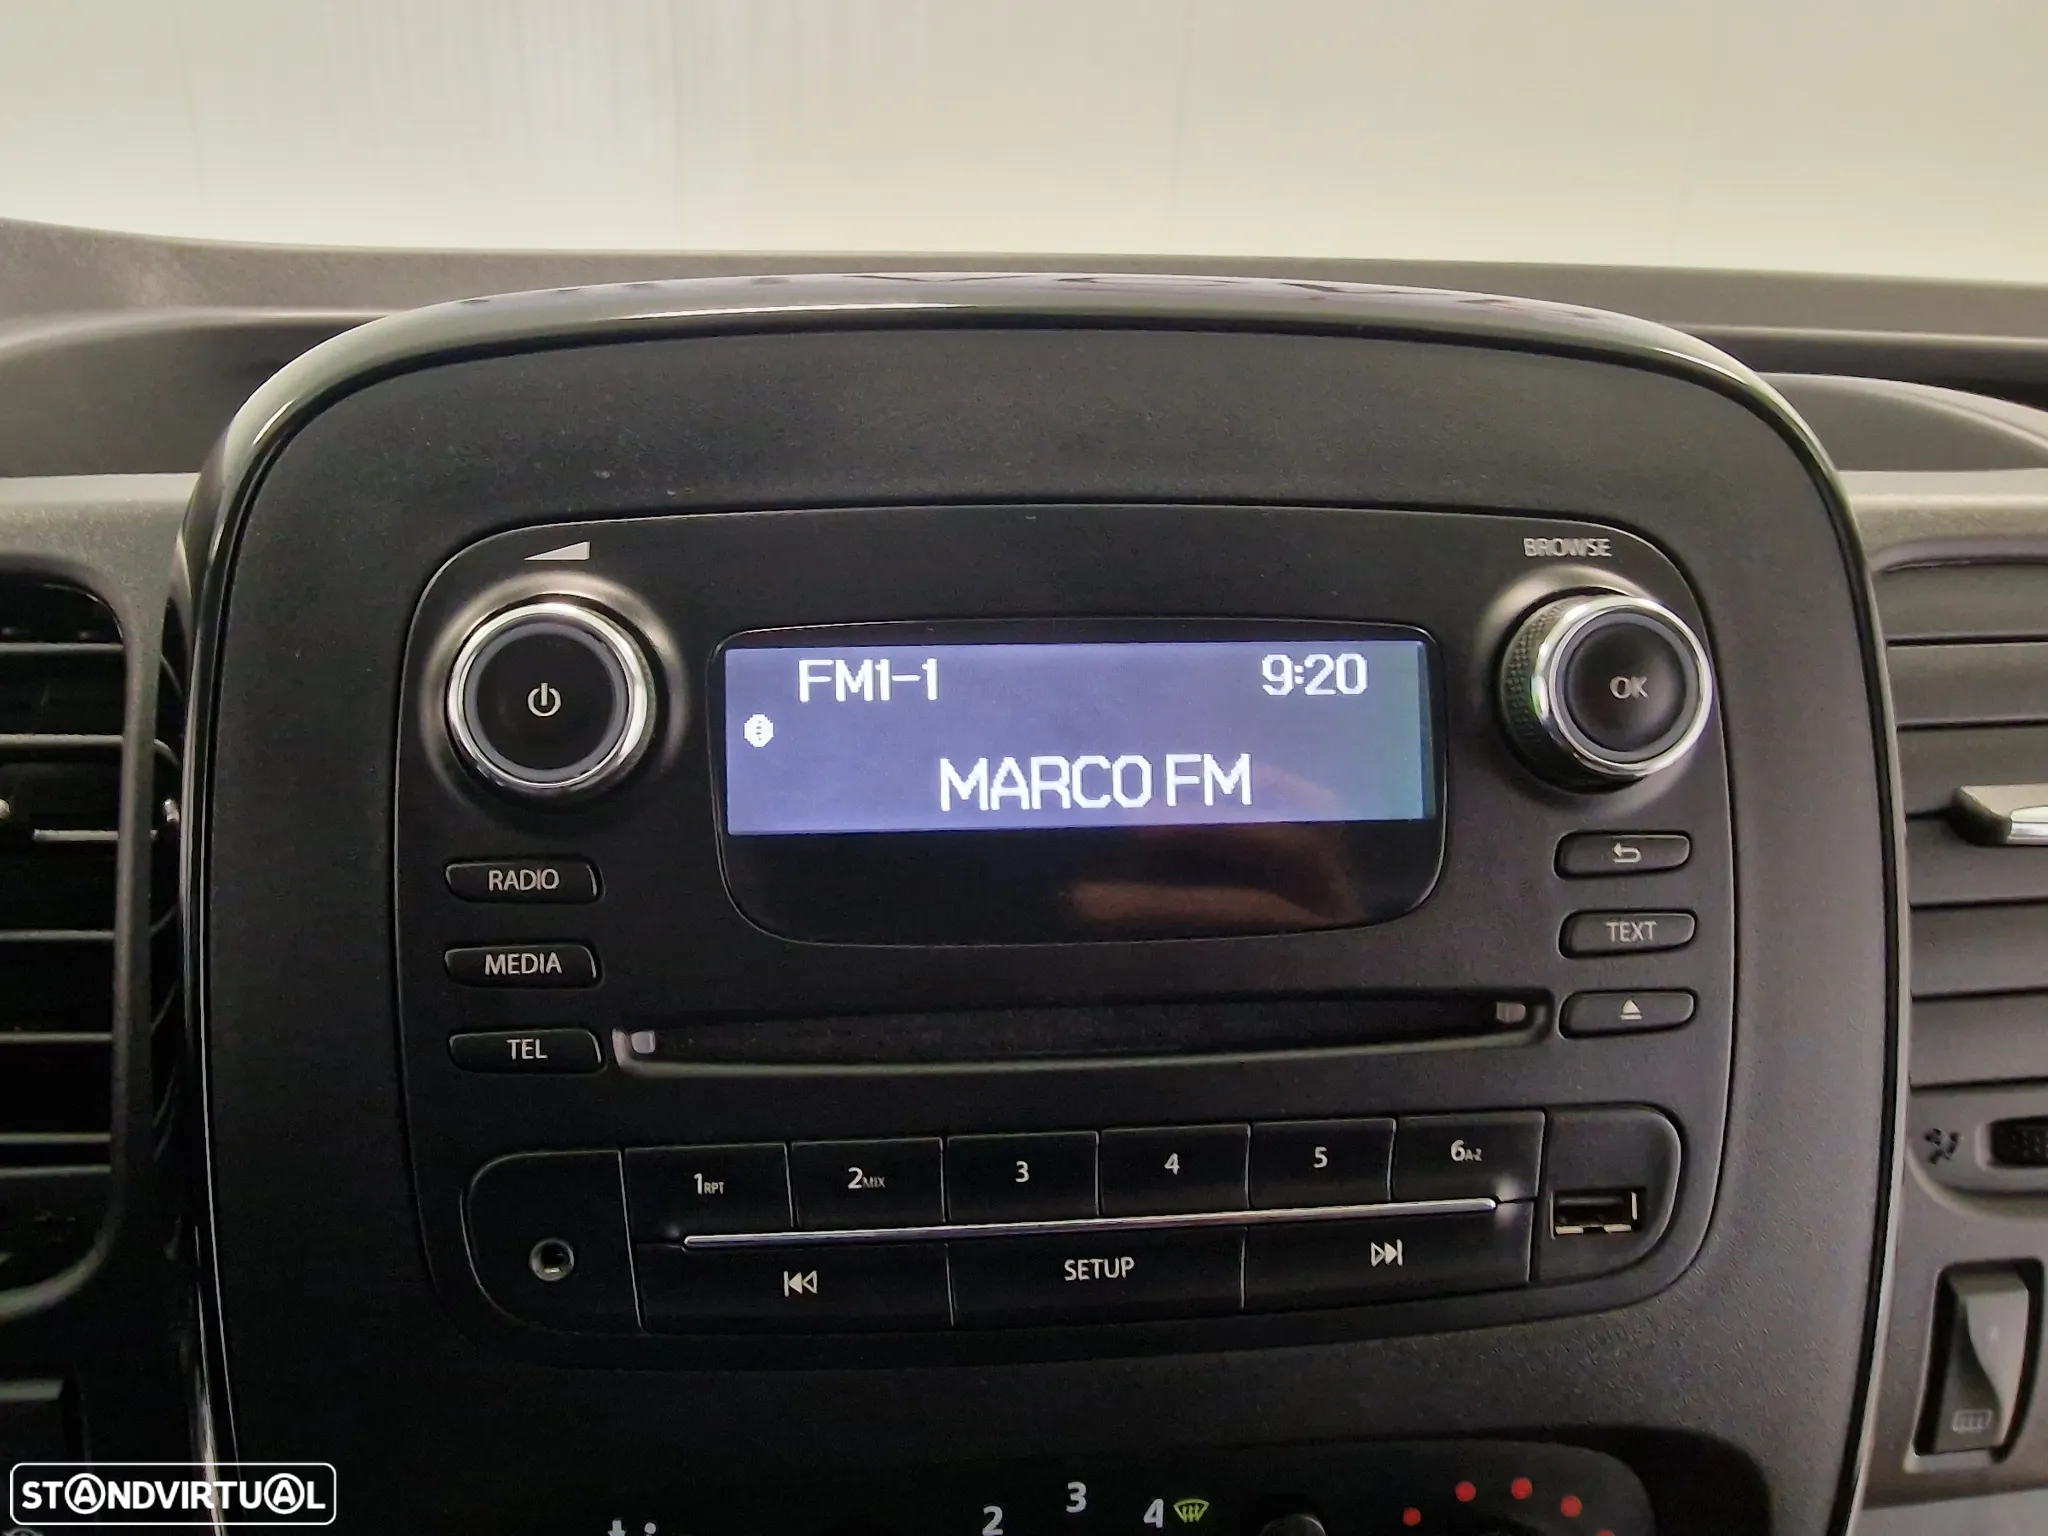 BROWSE
FM1-1 9:20
MARCO FM
OK
RADIO
MEDIA
TEL
TEXT
1RPT 2MIX 3 4 5 6A-Z
SETUP
2 3 4
STANDVIRTUAL